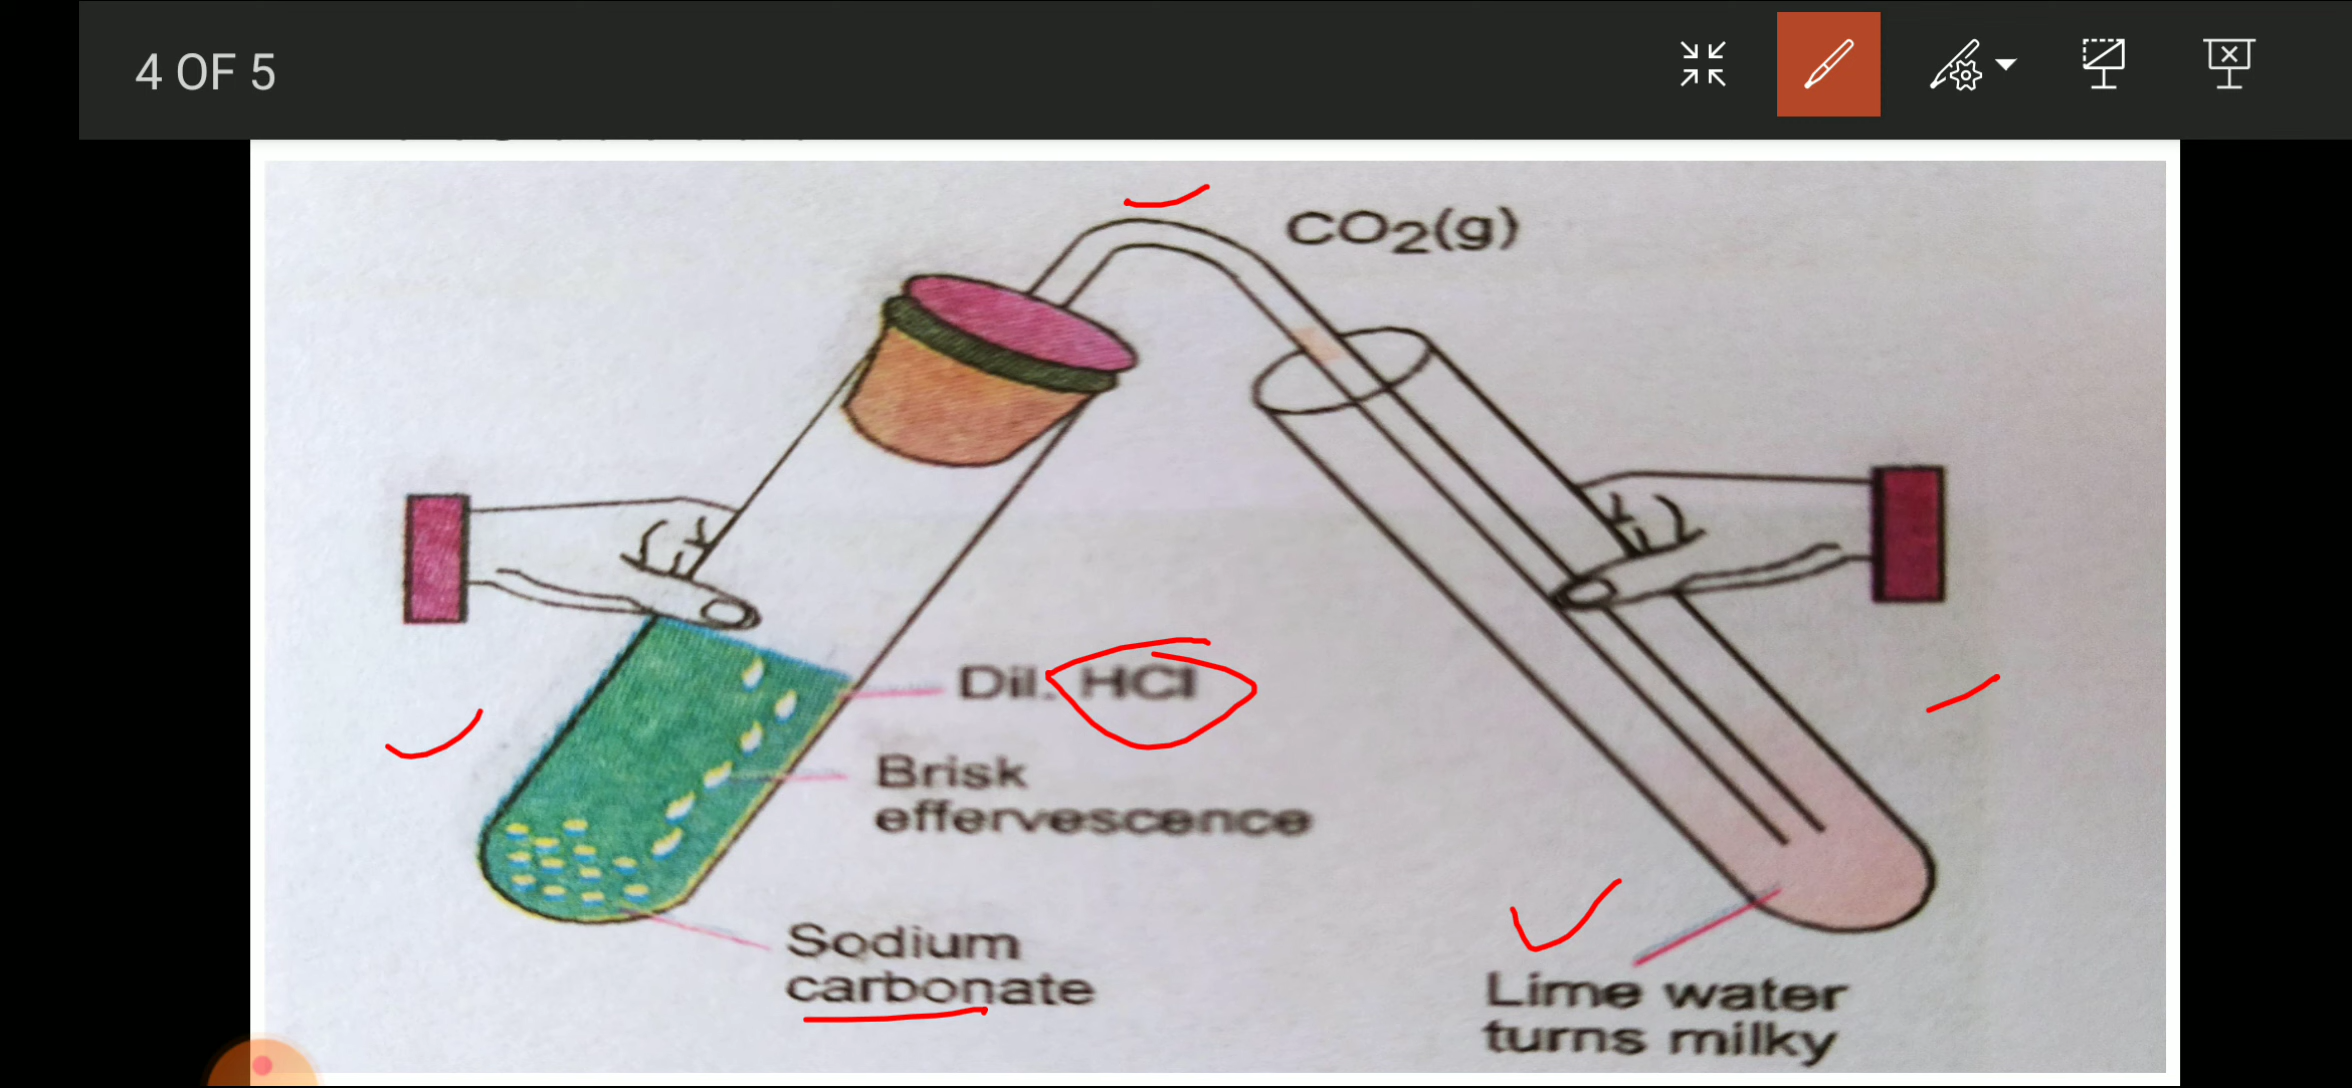 4 OF 5
CO₂(g)
Dil. HCl
Brisk
effervescence
Sodium
carbonate
Lime water
turns milky